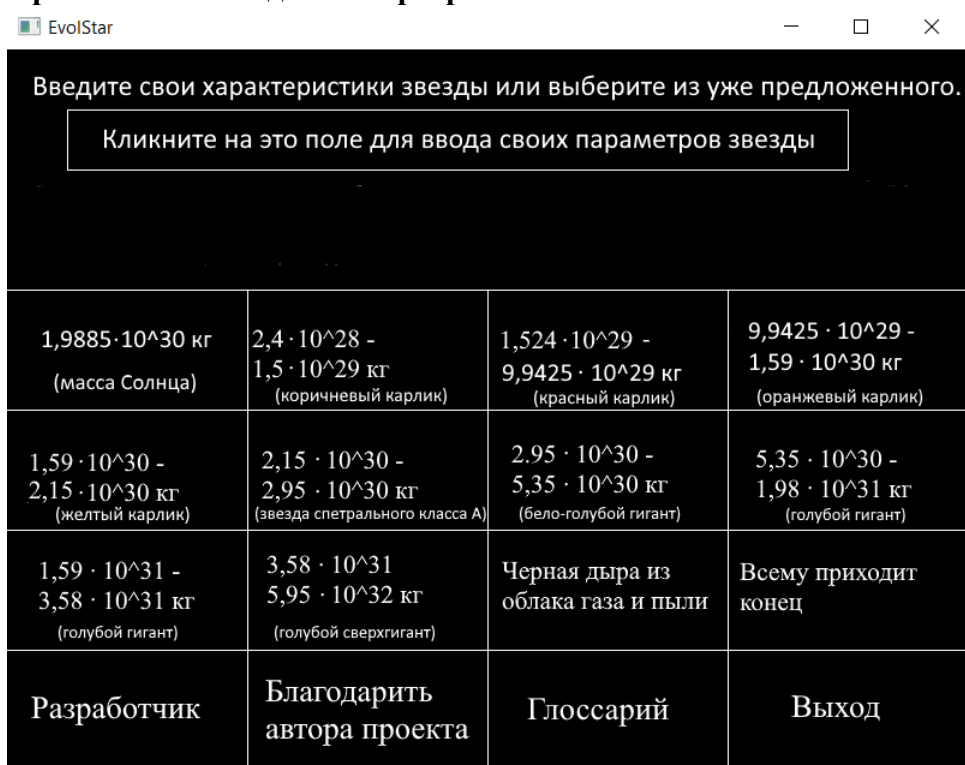 EvolStar
Введите свои характеристики звезды или выберите из уже предложенного.
Кликните на это поле для ввода своих параметров звезды
1,9885·10^30 кг
(масса Солнца)
2,4·10^28 -
1,5·10^29 кг
(коричневый карлик)
1,524·10^29 -
9,9425 · 10^29 кг
(красный карлик)
9,9425 · 10^29 -
1,59 · 10^30 кг
(оранжевый карлик)
1,59·10^30 -
2,15·10^30 кг
(желтый карлик)
2,15 · 10^30 -
2,95 · 10^30 кг
(звезда спетрального класса А)
2.95 · 10^30 -
5,35 · 10^30 кг
(бело-голубой гигант)
5,35 · 10^30 -
1,98 · 10^31 кг
(голубой гигант)
1,59 · 10^31 -
3,58 · 10^31 кг
(голубой гигант)
3,58 · 10^31
5,95 · 10^32 кг
(голубой сверхгигант)
Черная дыра из
облака газа и пыли
Всему приходит
конец
Разработчик
Благодарить
автора проекта
Глоссарий
Выход